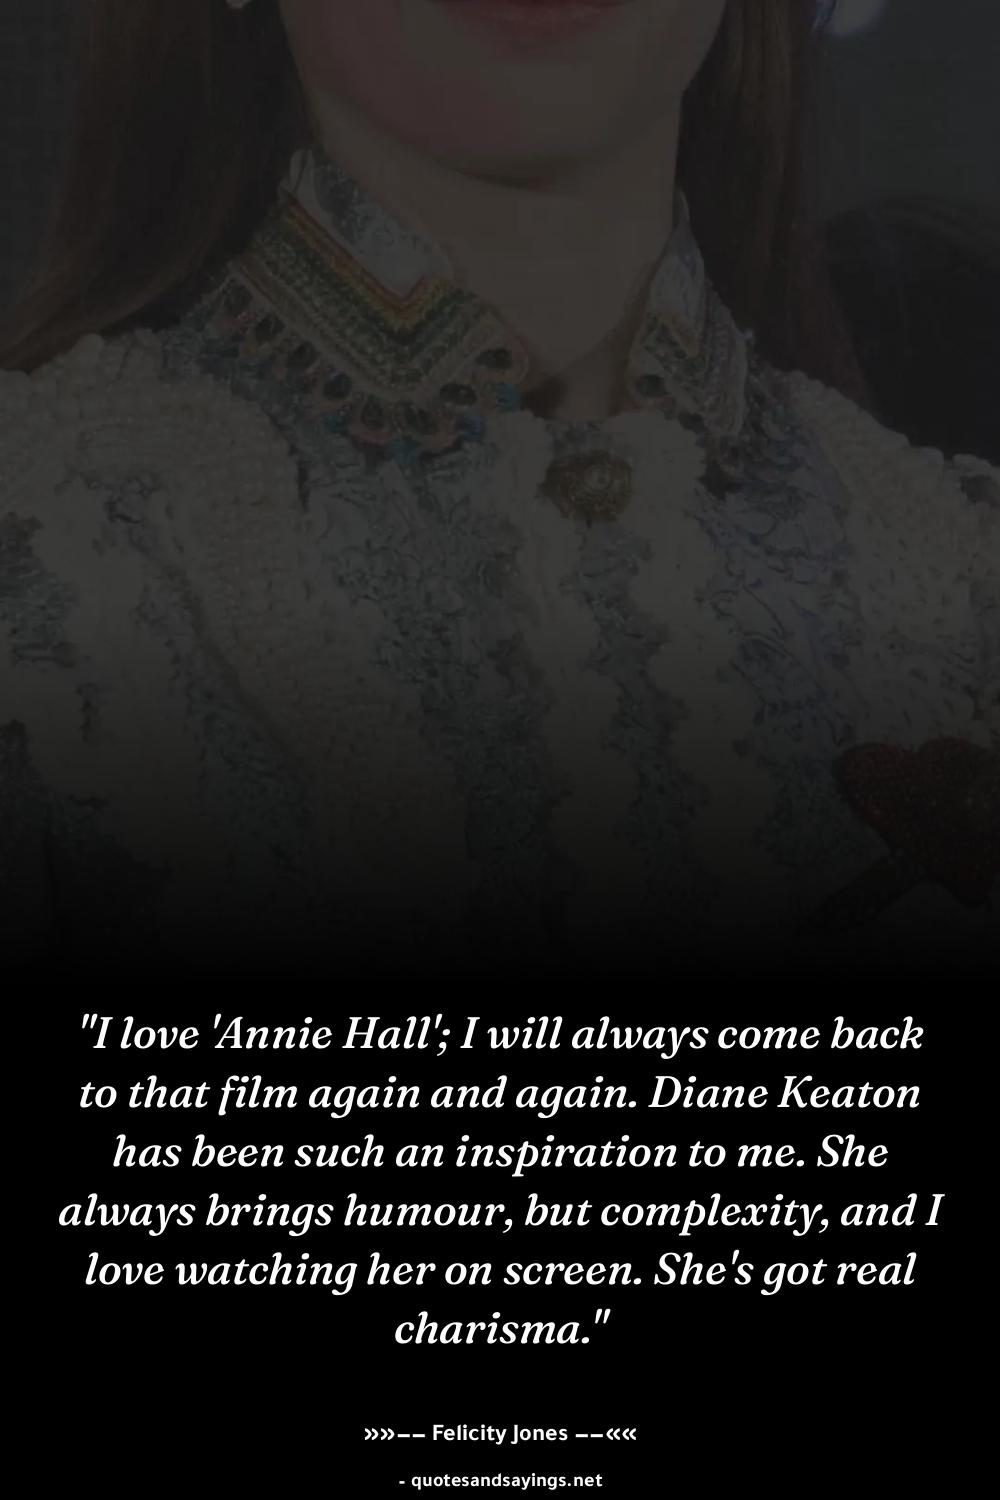 "I love 'Annie Hall'; I will always come back
to that film again and again. Diane Keaton
has been such an inspiration to me. She
always brings humour, but complexity, and I
love watching her on screen. She's got real
charisma."
»»–– Felicity Jones ––««
- quotesandsayings.net